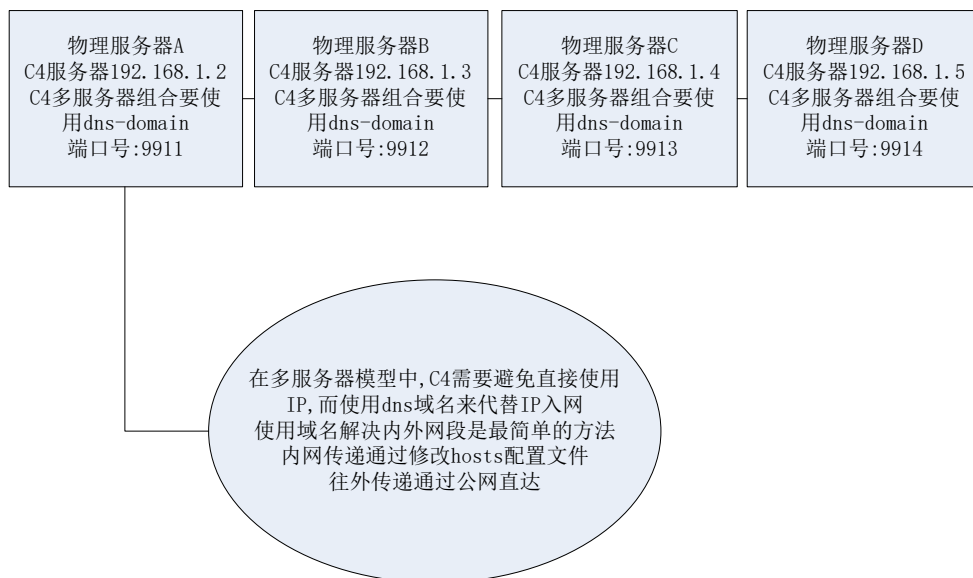 物理服务器A
C4服务器192.168.1.2
C4多服务器组合要使
用dns-domain
端口号:9911
物理服务器B
C4服务器192.168.1.3
C4多服务器组合要使
用dns-domain
端口号:9912
物理服务器C
C4服务器192.168.1.4
C4多服务器组合要使
用dns-domain
端口号:9913
物理服务器D
C4服务器192.168.1.5
C4多服务器组合要使
用dns-domain
端口号:9914
在多服务器模型中,C4需要避免直接使用
IP,而使用dns域名来代替IP入网
使用域名解决内外网段是最简单的方法
内网传递通过修改hosts配置文件
往外传递通过公网直达